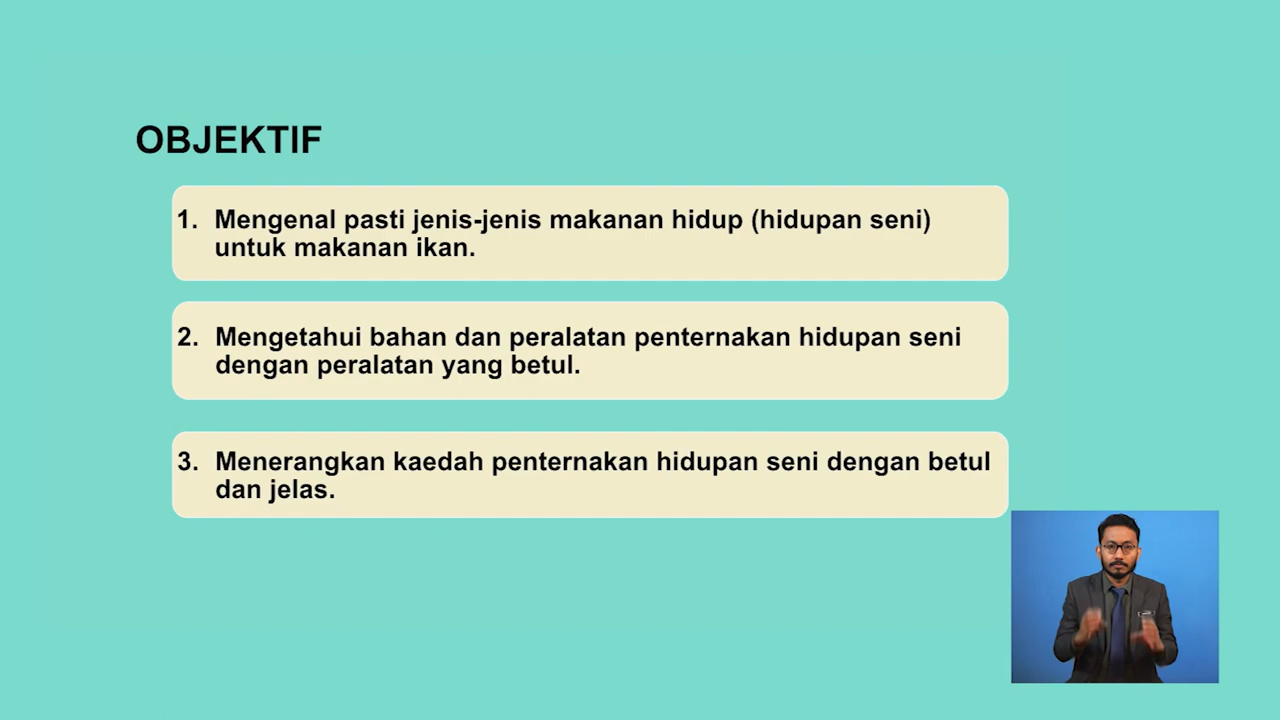 OBJEKTIF
1. Mengenal pasti jenis-jenis makanan hidup (hidupan seni)
untuk makanan ikan.
2. Mengetahui bahan dan peralatan penternakan hidupan seni
dengan peralatan yang betul.
3. Menerangkan kaedah penternakan hidupan seni dengan betul
dan jelas.